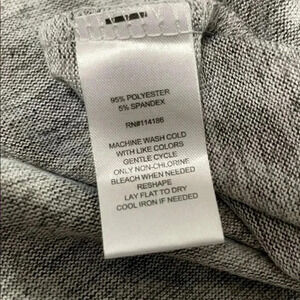 95% POLYESTER
5% SPANDEX
RN#114186
MACHINE WASH COLD
WITH LIKE COLORS
GENTLE CYCLE
ONLY NON-CHLORINE
BLEACH WHEN NEEDED
RESHAPE
LAY FLAT TO DRY
COOL IRON IF NEEDED